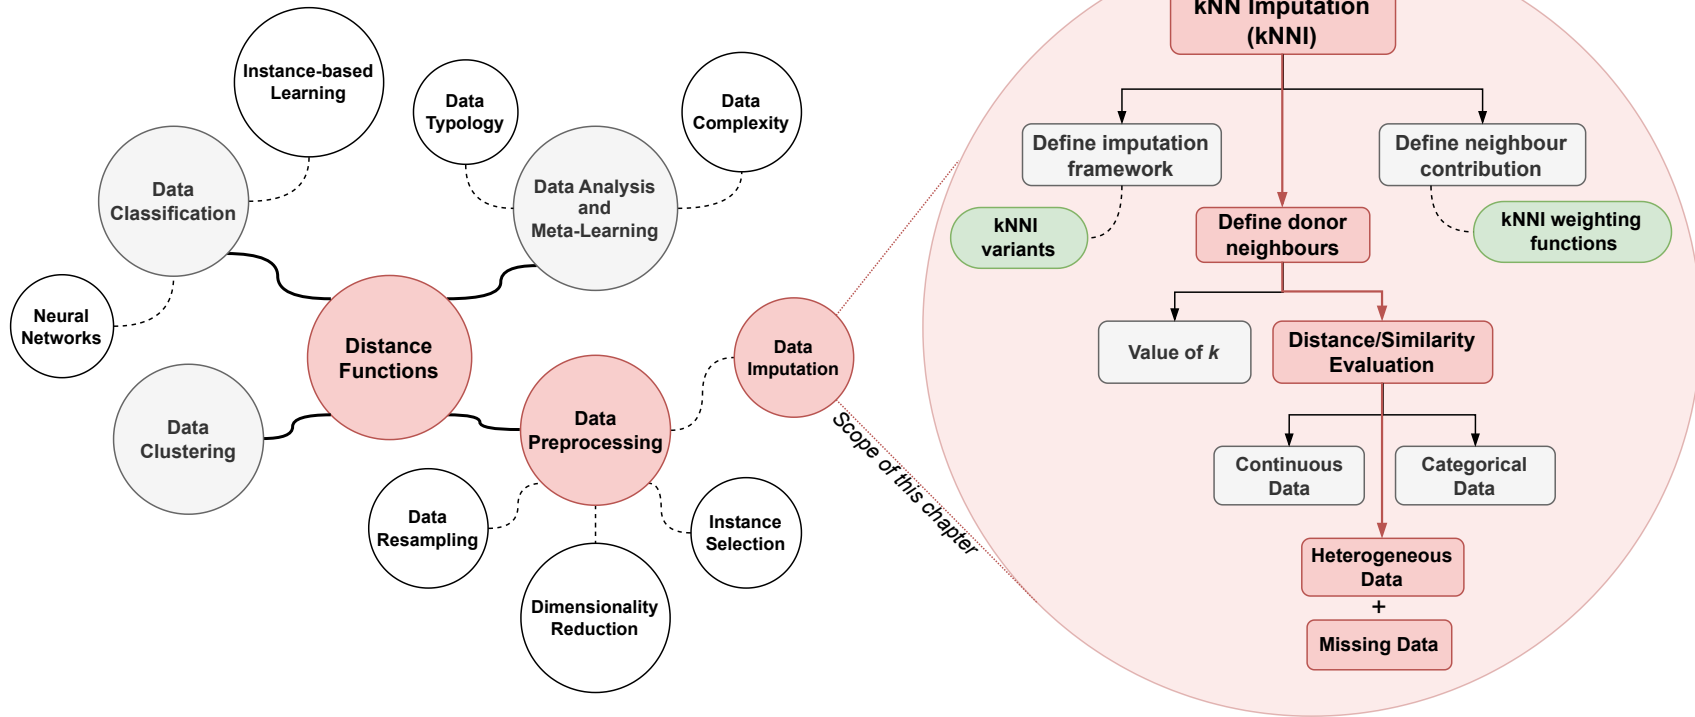 Instance-based
Learning
Data
Typology
Data
Complexity
Data
Classification
Data Analysis
and
Meta-Learning
Neural
Networks
Distance
Functions
Data
Imputation
Data
Clustering
Data
Preprocessing
Data
Resampling
Instance
Selection
Dimensionality
Reduction
Scope of this chapter
kNN Imputation
(kNNI)
Define imputation
framework
Define neighbour
contribution
kNNI
variants
Define donor
neighbours
kNNI weighting
functions
Value of k
Distance/Similarity
Evaluation
Continuous
Data
Categorical
Data
Heterogeneous
Data
+
Missing Data